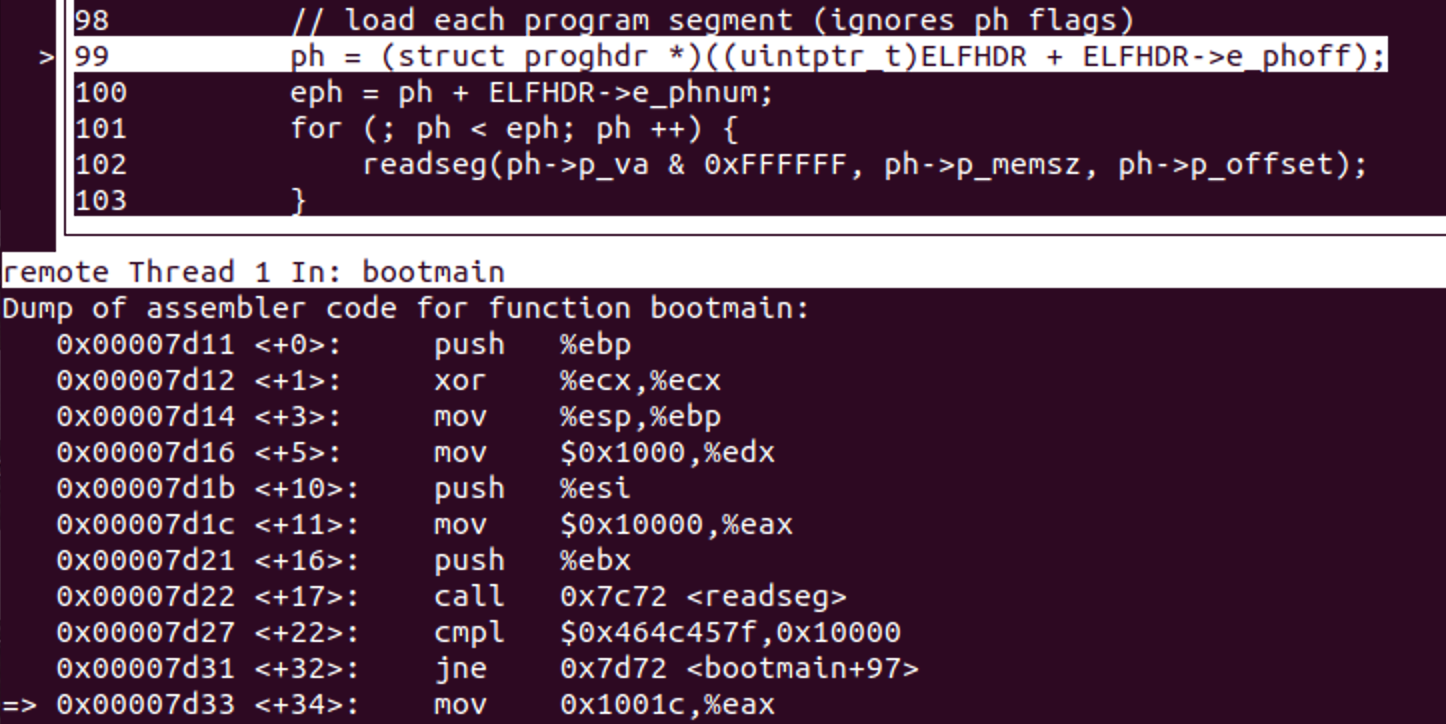 98 // load each program segment (ignores ph flags)
> 99 ph = (struct proghdr *)((uintptr_t)ELFHDR + ELFHDR->e_phoff);
100 eph = ph + ELFHDR->e_phnum;
101 for (; ph < eph; ph ++) {
102 readseg(ph->p_va & 0xFFFFFF, ph->p_memsz, ph->p_offset);
103 }
remote Thread 1 In: bootmain
Dump of assembler code for function bootmain:
0x00007d11 <+0>: push %ebp
0x00007d12 <+1>: xor %ecx,%ecx
0x00007d14 <+3>: mov %esp,%ebp
0x00007d16 <+5>: mov $0x1000,%edx
0x00007d1b <+10>: push %esi
0x00007d1c <+11>: mov $0x10000,%eax
0x00007d21 <+16>: push %ebx
0x00007d22 <+17>: call 0x7c72 <readseg>
0x00007d27 <+22>: cmpl $0x464c457f,0x10000
0x00007d31 <+32>: jne 0x7d72 <bootmain+97>
=> 0x00007d33 <+34>: mov 0x1001c,%eax